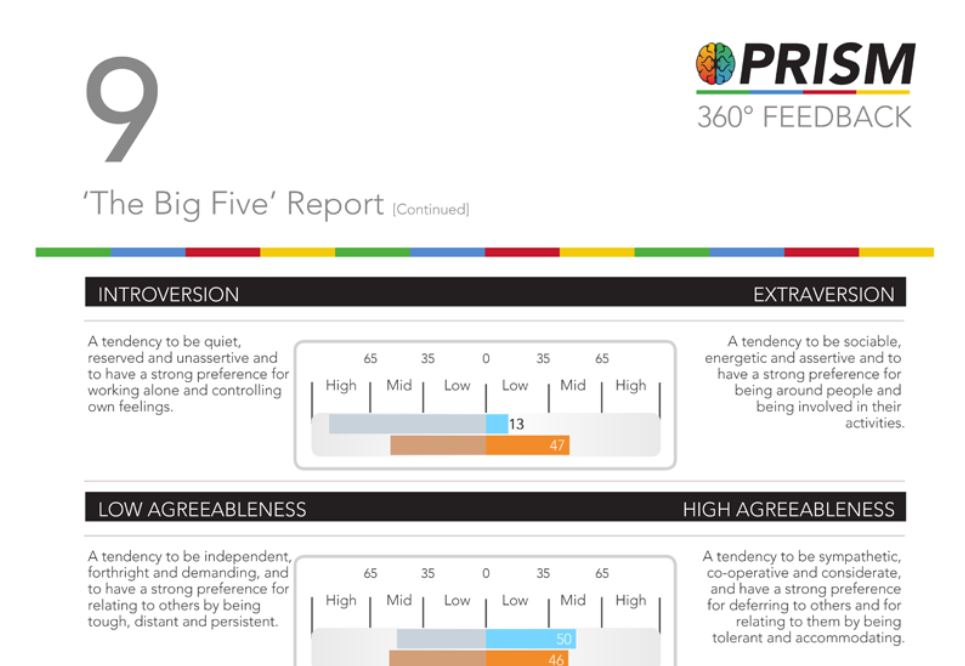 9
PRISM
360° FEEDBACK
‘The Big Five’ Report [Continued]
INTROVERSION EXTRAVERSION
A tendency to be quiet,
reserved and unassertive and
to have a strong preference for
working alone and controlling
own feelings.
65 35 0 35 65
High Mid Low Low Mid High
13
47
A tendency to be sociable,
energetic and assertive and to
have a strong preference for
being around people and
being involved in their
activities.
LOW AGREEABLENESS HIGH AGREEABLENESS
A tendency to be independent,
forthright and demanding, and
to have a strong preference for
relating to others by being
tough, distant and persistent.
65 35 0 35 65
High Mid Low Low Mid High
50
46
A tendency to be sympathetic,
co-operative and considerate,
and have a strong preference
for deferring to others and for
relating to them by being
tolerant and accommodating.